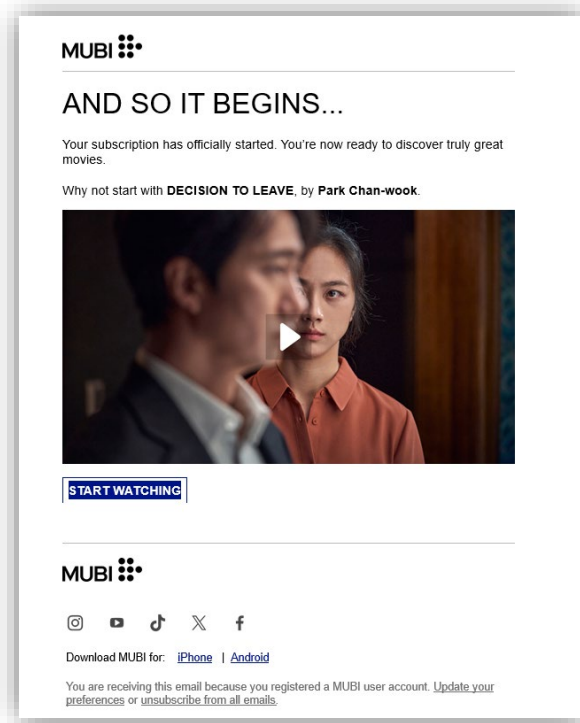 MUBI
AND SO IT BEGINS...
Your subscription has officially started. You're now ready to discover truly great
movies.
Why not start with DECISION TO LEAVE, by Park Chan-wook.
START WATCHING
MUBI
Download MUBI for: iPhone | Android
You are receiving this email because you registered a MUBI user account. Update your
preferences or unsubscribe from all emails.